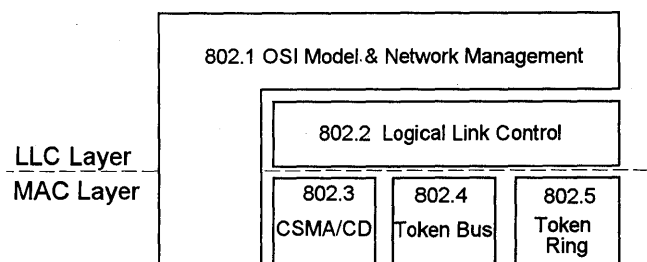 802.1 OSI Model & Network Management
802.2 Logical Link Control
LLC Layer
MAC Layer
802.3
CSMA/CD
802.4
Token Bus
802.5
Token
Ring